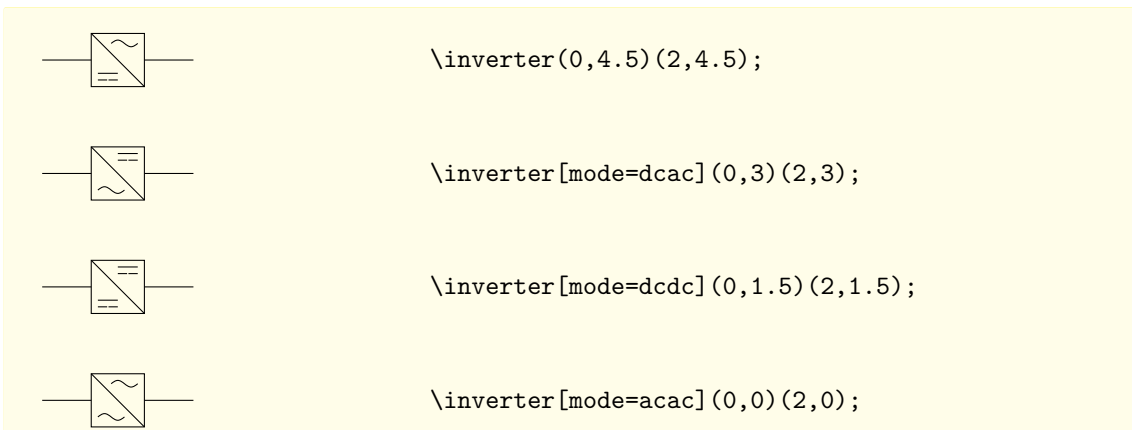 \inverter(0,4.5)(2,4.5);
\inverter[mode=dcac](0,3)(2,3);
\inverter[mode=dcdc](0,1.5)(2,1.5);
\inverter[mode=acac](0,0)(2,0);